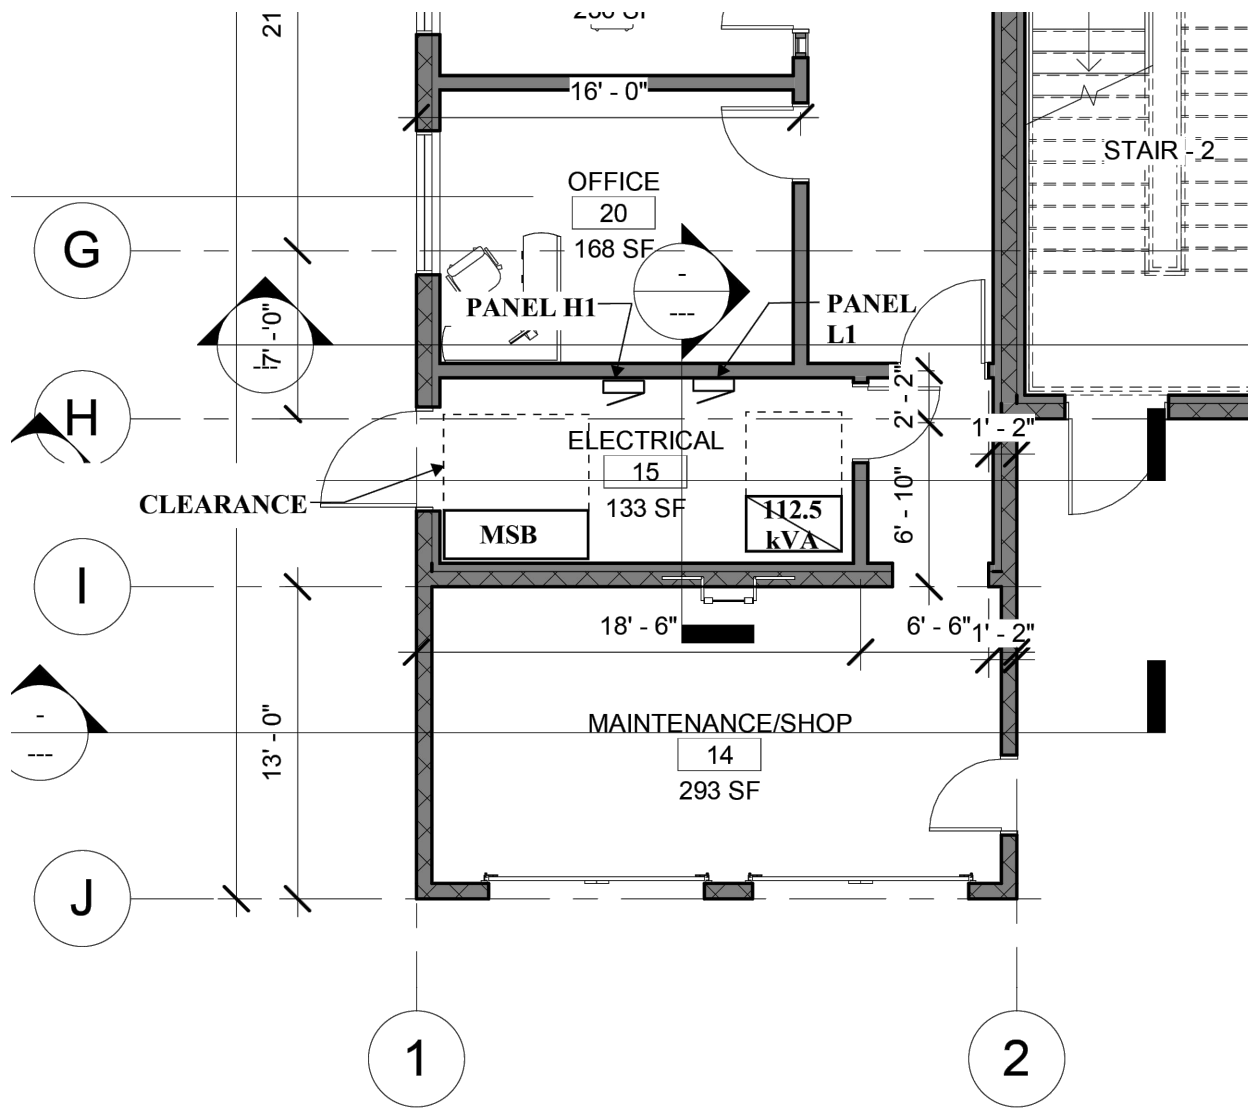 21
16' - 0"
STAIR - 2
OFFICE
20
168 SF
G
-
---
PANEL H1
PANEL
L1
7' - 0"
---
2' - 2"
H
1' - 2"
ELECTRICAL
15
133 SF
CLEARANCE
MSB
112.5
kVA
6' - 10"
I
18' - 6"
6' - 6"
1' - 2"
-
---
MAINTENANCE/SHOP
14
293 SF
13' - 0"
J
1
2